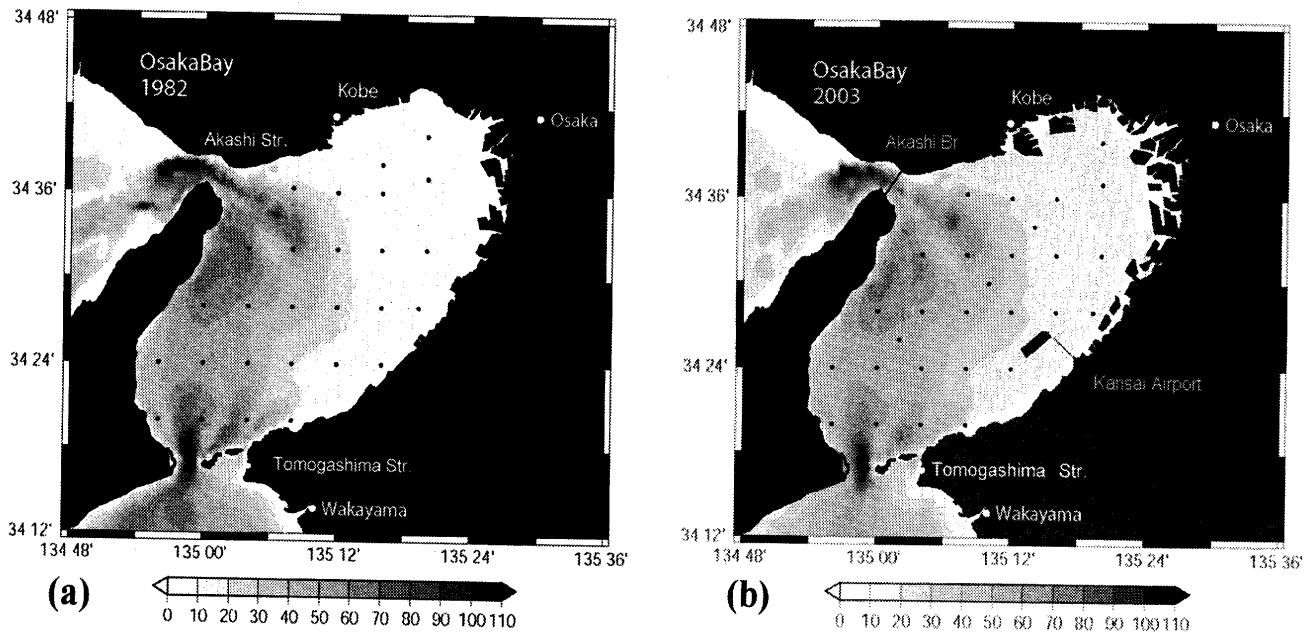 34 48'
OsakaBay
1982
Kobe
Osaka
Akashi Str.
34 36'
34 24'
Tomogashima Str.
Wakayama
34 12'
134 48'
135 00'
135 12'
135 24'
135 36'
(a)
0 10 20 30 40 50 60 70 80 90 100 110
34 48'
OsakaBay
2003
Kobe
Osaka
Akashi Br
34 36'
34 24'
Kansai Airport
Tomogashima Str.
Wakayama
34 12'
134 48'
135 00'
135 12'
135 24'
135 36'
(b)
0 10 20 30 40 50 60 70 80 90 100 110